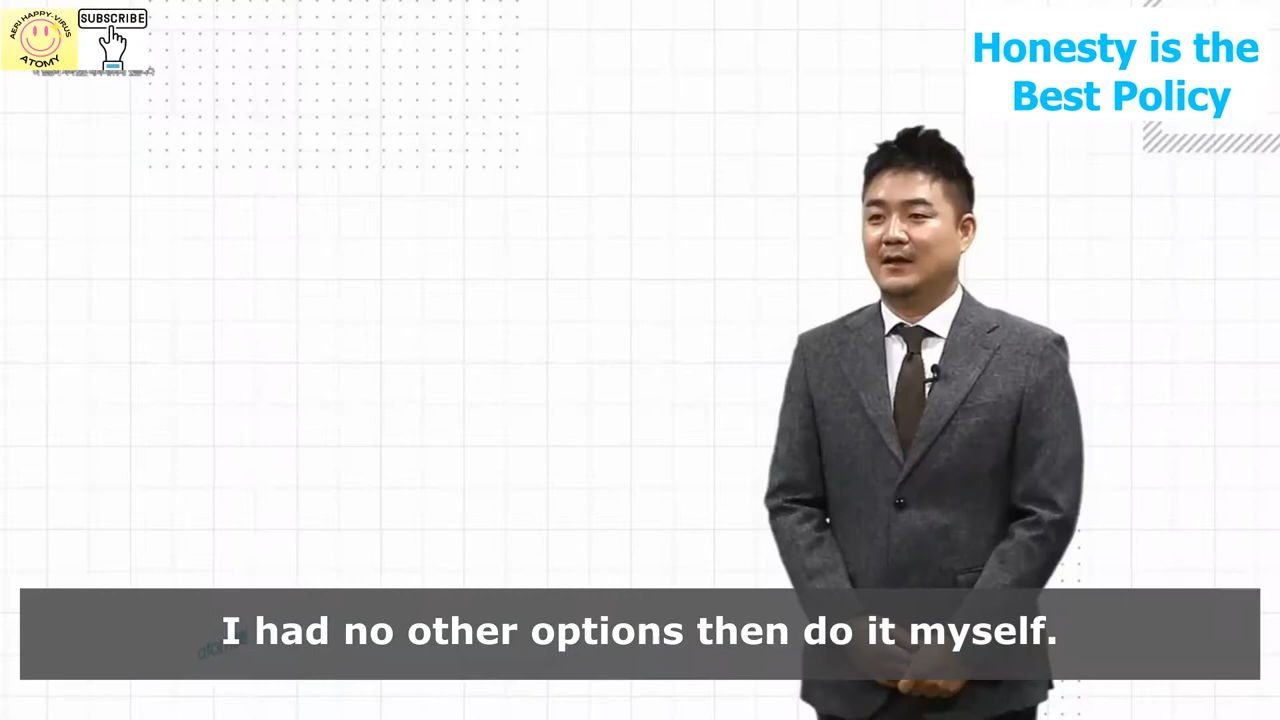 AERI HAPPY-VIRUS
ATOMY
SUBSCRIBE
Honesty is the
Best Policy
I had no other options then do it myself.